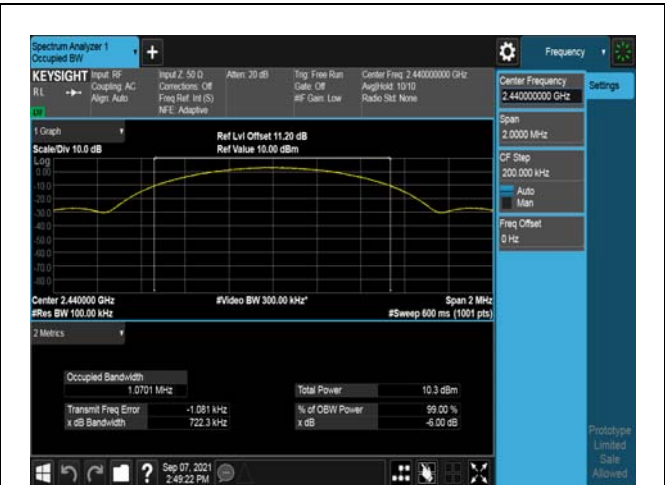 Spectrum Analyzer 1
Occupied BW
+
Frequency
KEYSIGHT
RL
Input: RF
Coupling: AC
Align: Auto
Input Z: 50 Ω
Corrections: Off
Freq Ref: Int (S)
NFE: Adaptive
Atten: 20 dB
Trig: Free Run
Gate: Off
#IF Gain: Low
Center Freq: 2.440000000 GHz
Avg|Hold: 10/10
Radio Std: None
Center Frequency
2.440000000 GHz
Settings
Span
2.0000 MHz
CF Step
200.000 kHz
Auto
Man
Freq Offset
0 Hz
1 Graph
Scale/Div 10.0 dB
Ref Lvl Offset 11.20 dB
Ref Value 10.00 dBm
Log
0.00
-10.0
-20.0
-30.0
-40.0
-50.0
-60.0
-70.0
-80.0
Center 2.440000 GHz
#Video BW 300.00 kHz*
Span 2 MHz
#Res BW 100.00 kHz
#Sweep 600 ms (1001 pts)
2 Metrics
Occupied Bandwidth
1.0701 MHz
Total Power 10.3 dBm
Transmit Freq Error -1.081 kHz
% of OBW Power 99.00 %
x dB Bandwidth 722.3 kHz
x dB -6.00 dB
Prototype
Limited
Sale
Allowed
?
Sep 07, 2021
2:49:22 PM